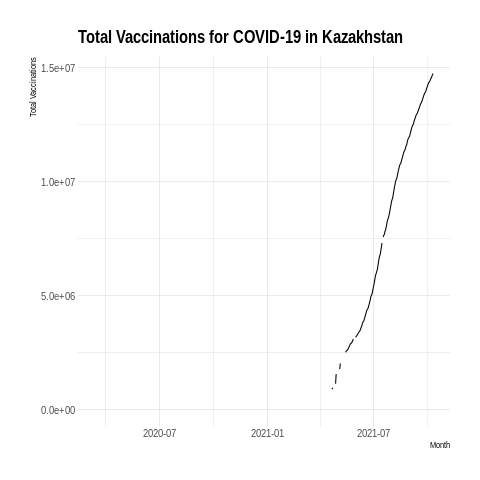 Total Vaccinations for COVID-19 in Kazakhstan
Total Vaccinations
1.5e+07
1.0e+07
5.0e+06
0.0e+00
2020-07 2021-01 2021-07
Month